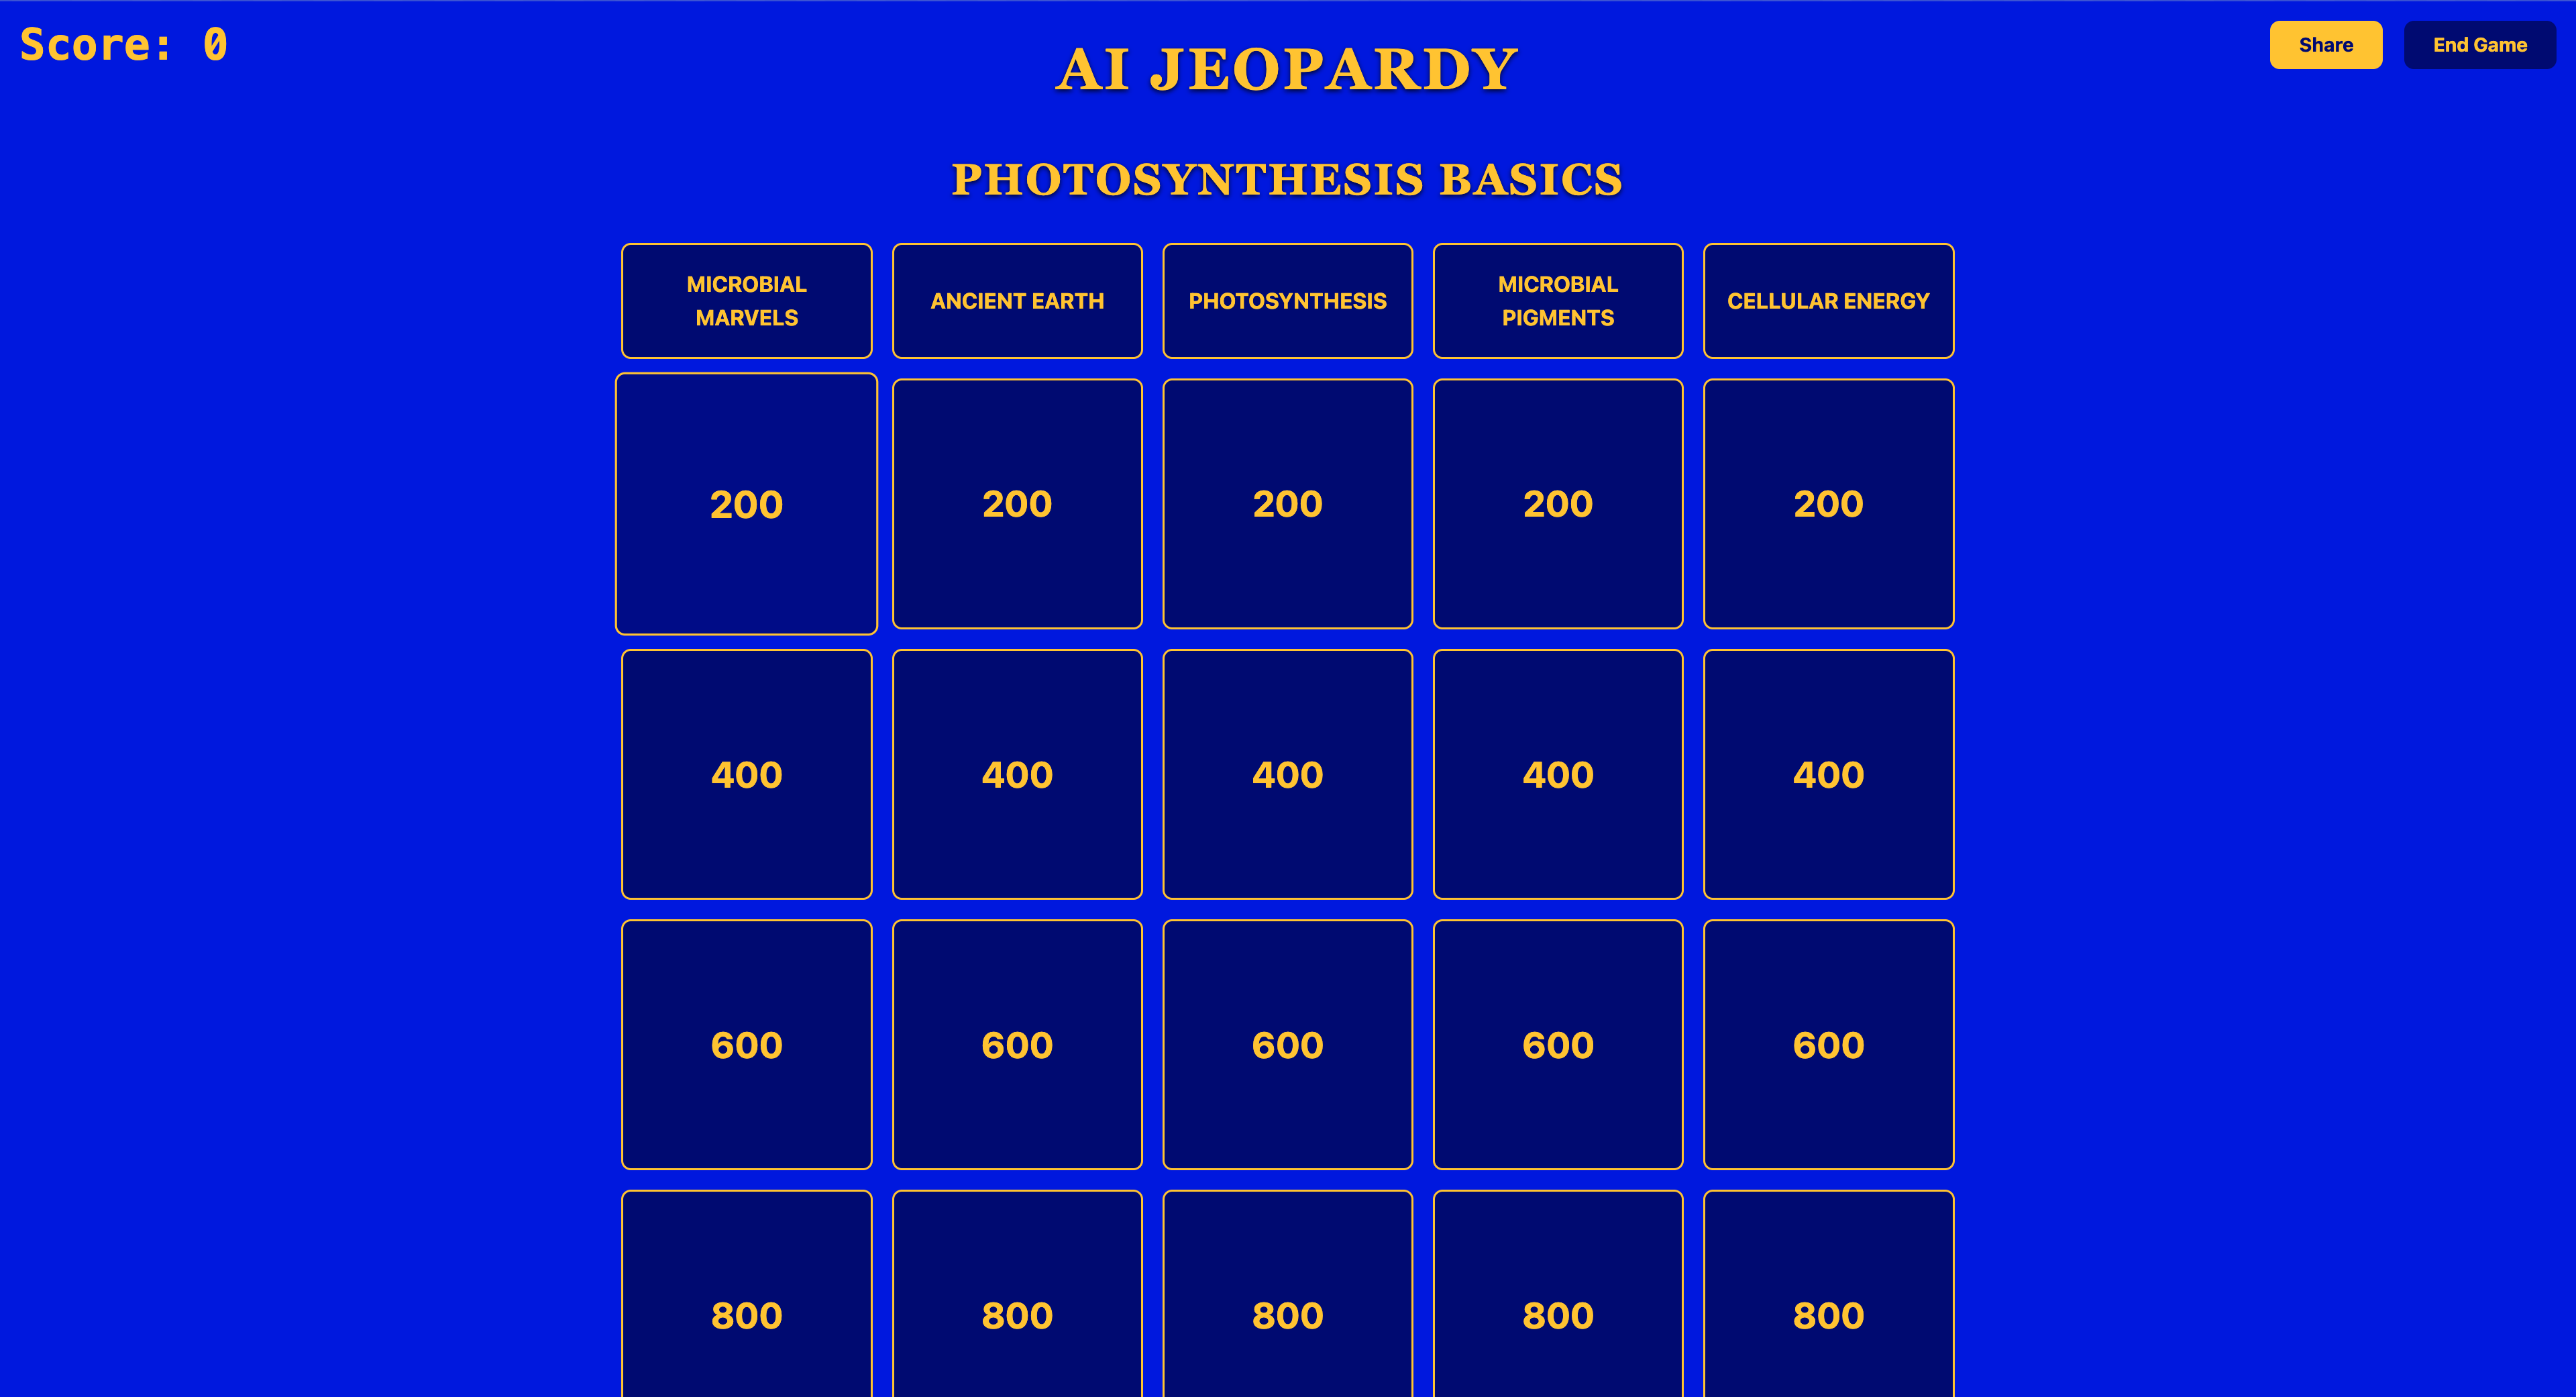 Score: 0
AI JEOPARDY
Share
End Game
PHOTOSYNTHESIS BASICS
MICROBIAL
MARVELS
ANCIENT EARTH
PHOTOSYNTHESIS
MICROBIAL
PIGMENTS
CELLULAR ENERGY
200
200
200
200
200
400
400
400
400
400
600
600
600
600
600
800
800
800
800
800